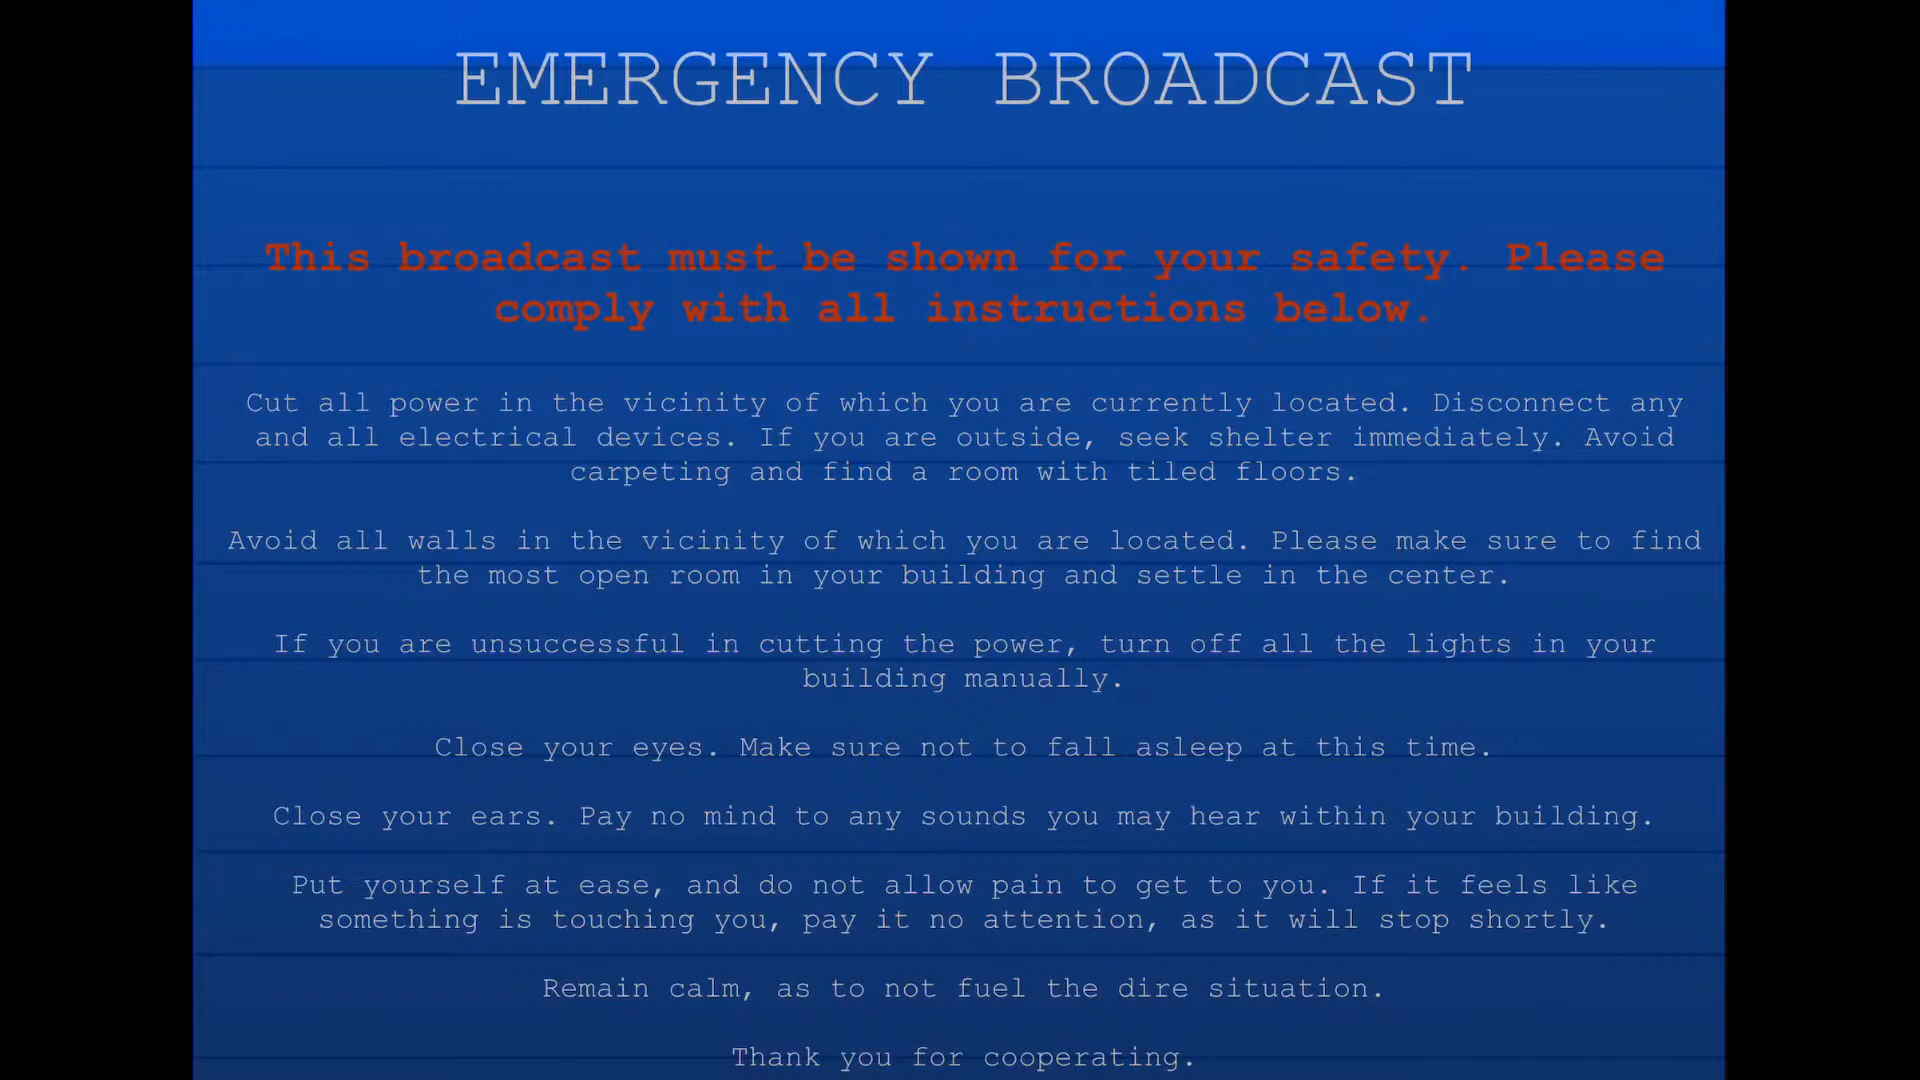 EMERGENCY BROADCAST
This broadcast must be shown for your safety. Please
comply with all instructions below.
Cut all power in the vicinity of which you are currently located. Disconnect any
and all electrical devices. If you are outside, seek shelter immediately. Avoid
carpeting and find a room with tiled floors.
Avoid all walls in the vicinity of which you are located. Please make sure to find
the most open room in your building and settle in the center.
If you are unsuccessful in cutting the power, turn off all the lights in your
building manually.
Close your eyes. Make sure not to fall asleep at this time.
Close your ears. Pay no mind to any sounds you may hear within your building.
Put yourself at ease, and do not allow pain to get to you. If it feels like
something is touching you, pay it no attention, as it will stop shortly.
Remain calm, as to not fuel the dire situation.
Thank you for cooperating.